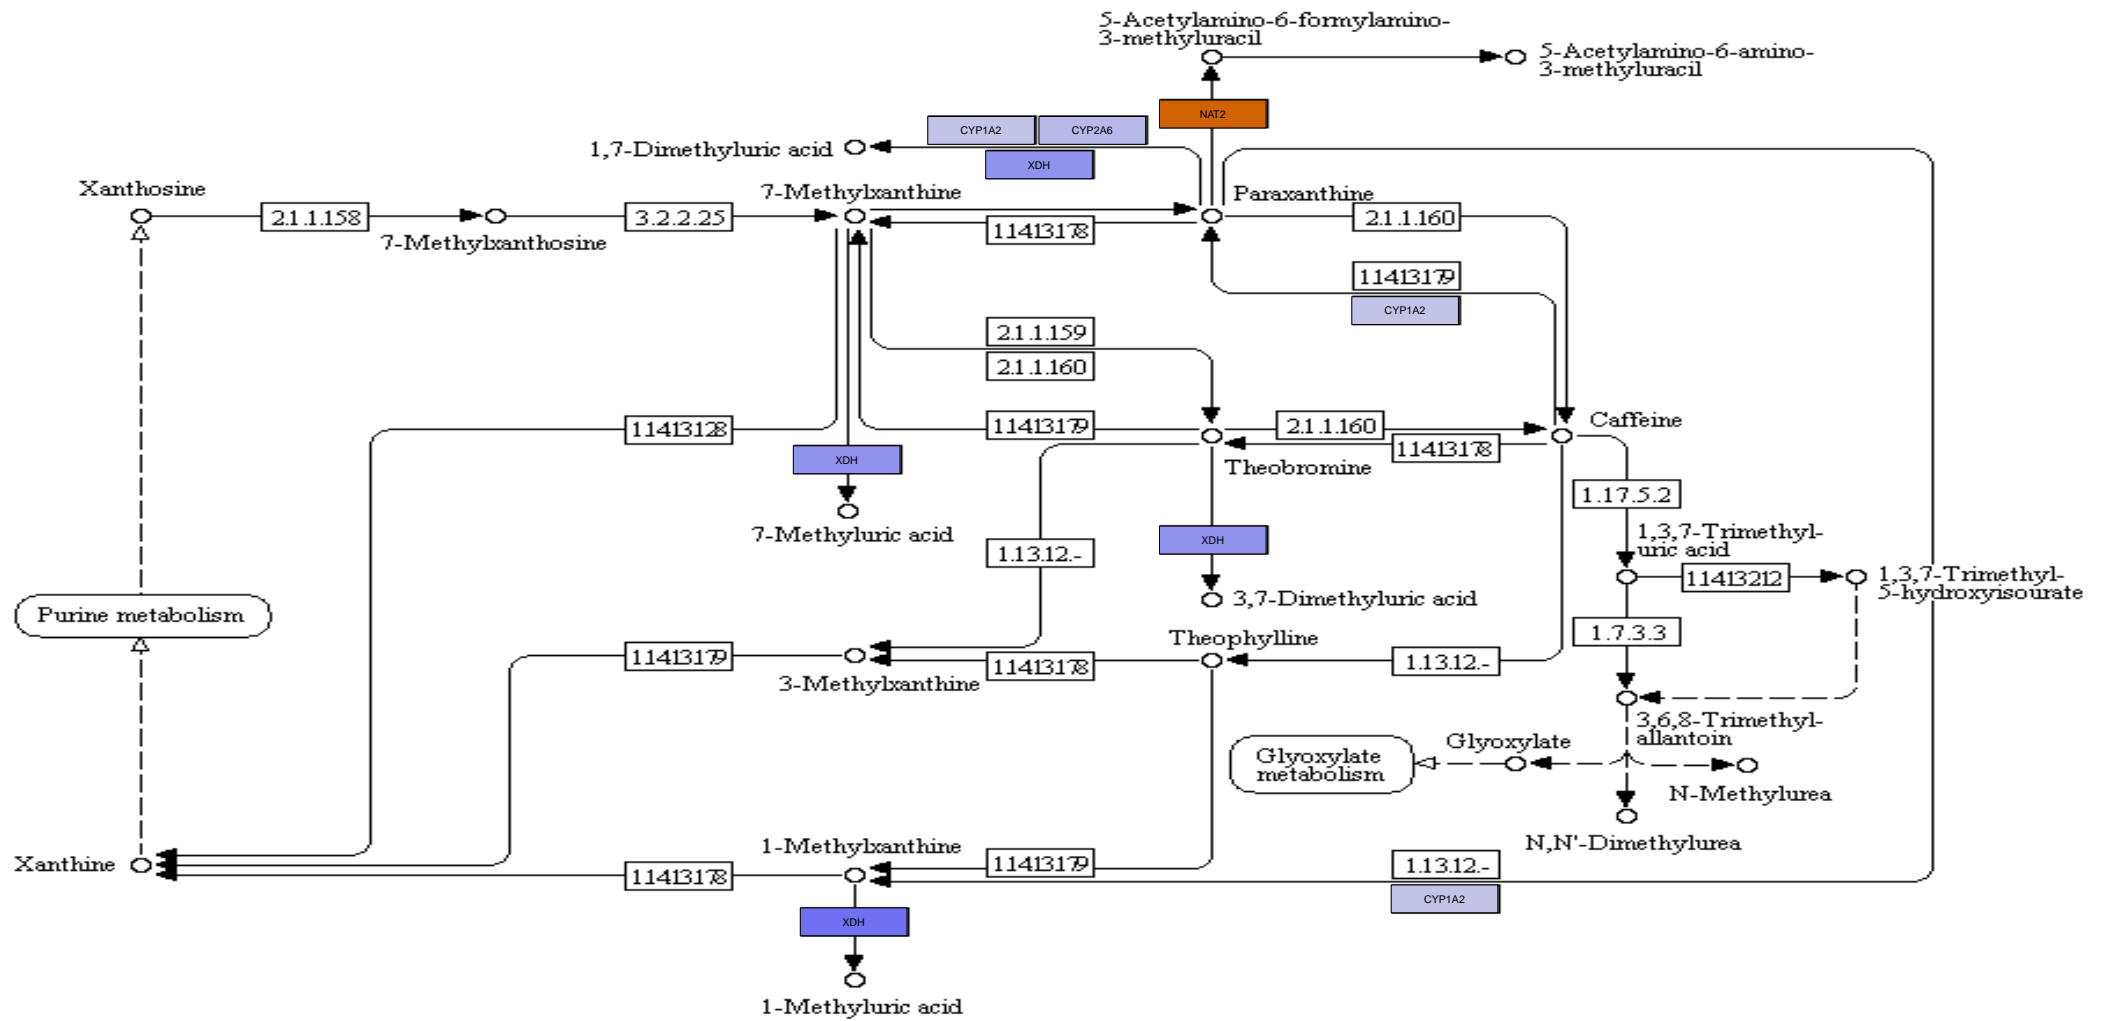 5-Acetylamino-6-formylamino-
3-methyluracil
5-Acetylamino-6-amino-
3-methyluracil
NAT2
CYP1A2
CYP2A6
1,7-Dimethyluric acid
XDH
Xanthosine
7-Methylxanthine
Paraxanthine
2.1.1.158
3.2.2.25
2.1.1.160
7-Methylxanthosine
1.14.13.178
1.14.13.179
CYP1A2
2.1.1.159
2.1.1.160
1.14.13.128
1.14.13.179
2.1.1.160
Caffeine
1.14.13.178
XDH
Theobromine
1.17.5.2
7-Methyluric acid
XDH
1.13.12.-
1,3,7-Trimethyl-
uric acid
1.14.13.212
1,3,7-Trimethyl-
5-hydroxyisourate
3,7-Dimethyluric acid
Purine metabolism
Theophylline
1.7.3.3
1.14.13.179
1.14.13.178
1.13.12.-
3-Methylxanthine
3,6,8-Trimethyl-
allantoin
Glyoxylate
Glyoxylate
metabolism
N-Methylurea
N,N'-Dimethylurea
1-Methylxanthine
Xanthine
1.14.13.178
1.14.13.179
1.13.12.-
CYP1A2
XDH
1-Methyluric acid